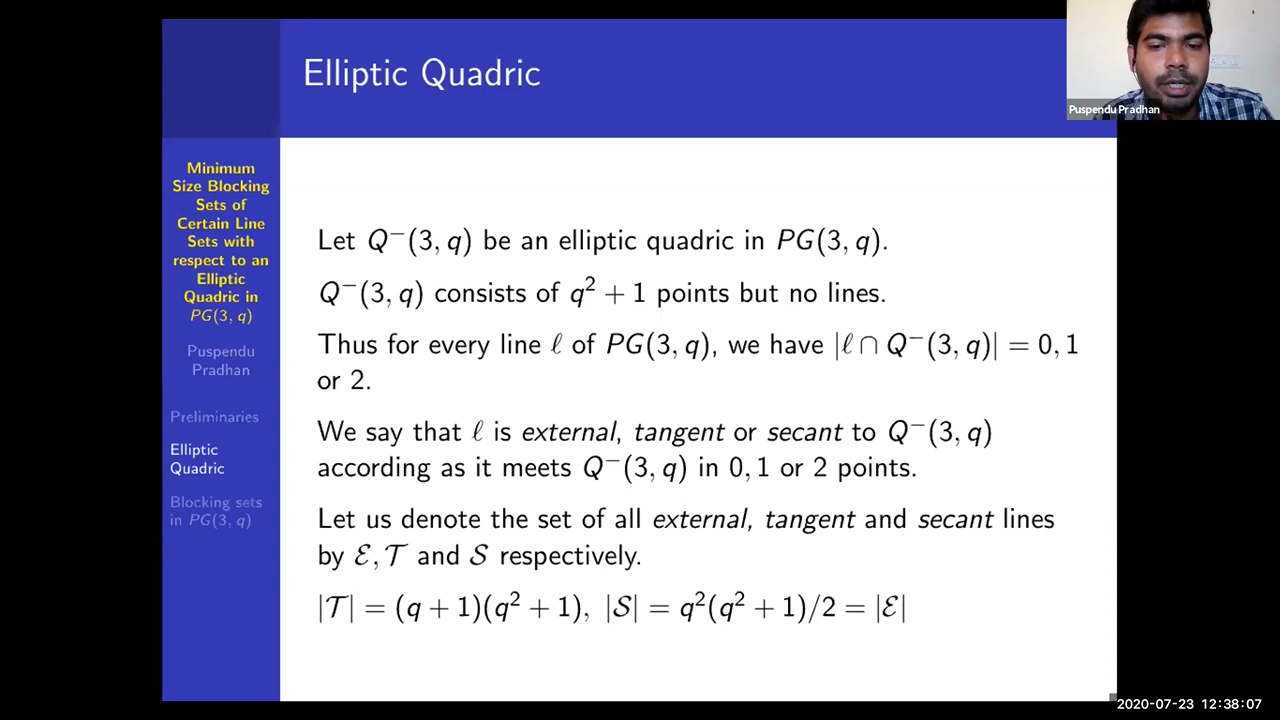 Elliptic Quadric
Puspendu Pradhan
Minimum
Size Blocking
Sets of
Certain Line
Sets with
respect to an
Elliptic
Quadric in
PG(3, q)
Puspendu
Pradhan
Preliminaries
Elliptic
Quadric
Blocking sets
in PG(3, q)
Let Q⁻(3, q) be an elliptic quadric in PG(3, q).
Q⁻(3, q) consists of q² + 1 points but no lines.
Thus for every line ℓ of PG(3, q), we have |ℓ ∩ Q⁻(3, q)| = 0, 1
or 2.
We say that ℓ is external, tangent or secant to Q⁻(3, q)
according as it meets Q⁻(3, q) in 0, 1 or 2 points.
Let us denote the set of all external, tangent and secant lines
by ℰ, 𝒯 and 𝒮 respectively.
|𝒯| = (q + 1)(q² + 1), |𝒮| = q²(q² + 1)/2 = |ℰ|
2020-07-23 12:38:07